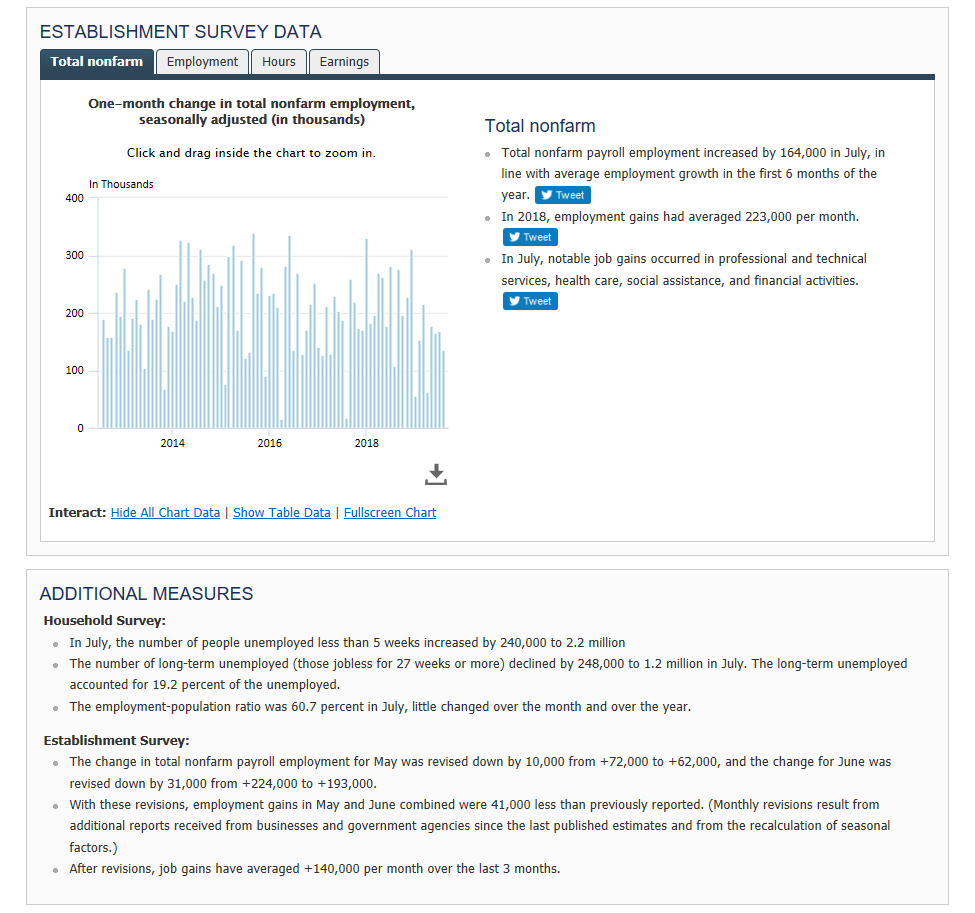 ESTABLISHMENT SURVEY DATA
Total nonfarm
Employment
Hours
Earnings
One-month change in total nonfarm employment,
seasonally adjusted (in thousands)
Click and drag inside the chart to zoom in.
In Thousands
400
300
200
100
0
2014
2016
2018
Interact: Hide All Chart Data | Show Table Data | Fullscreen Chart
Total nonfarm
Total nonfarm payroll employment increased by 164,000 in July, in
line with average employment growth in the first 6 months of the
year. Tweet
In 2018, employment gains had averaged 223,000 per month.
Tweet
In July, notable job gains occurred in professional and technical
services, health care, social assistance, and financial activities.
Tweet
ADDITIONAL MEASURES
Household Survey:
In July, the number of people unemployed less than 5 weeks increased by 240,000 to 2.2 million
The number of long-term unemployed (those jobless for 27 weeks or more) declined by 248,000 to 1.2 million in July. The long-term unemployed
accounted for 19.2 percent of the unemployed.
The employment-population ratio was 60.7 percent in July, little changed over the month and over the year.
Establishment Survey:
The change in total nonfarm payroll employment for May was revised down by 10,000 from +72,000 to +62,000, and the change for June was
revised down by 31,000 from +224,000 to +193,000.
With these revisions, employment gains in May and June combined were 41,000 less than previously reported. (Monthly revisions result from
additional reports received from businesses and government agencies since the last published estimates and from the recalculation of seasonal
factors.)
After revisions, job gains have averaged +140,000 per month over the last 3 months.